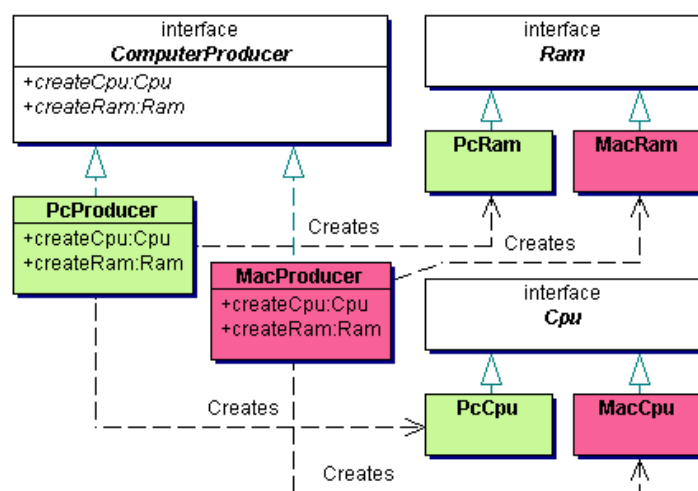 interface
ComputerProducer
+createCpu:Cpu
+createRam:Ram
interface
Ram
PcRam
MacRam
PcProducer
+createCpu:Cpu
+createRam:Ram
Creates
Creates
MacProducer
+createCpu:Cpu
+createRam:Ram
interface
Cpu
PcCpu
MacCpu
Creates
Creates